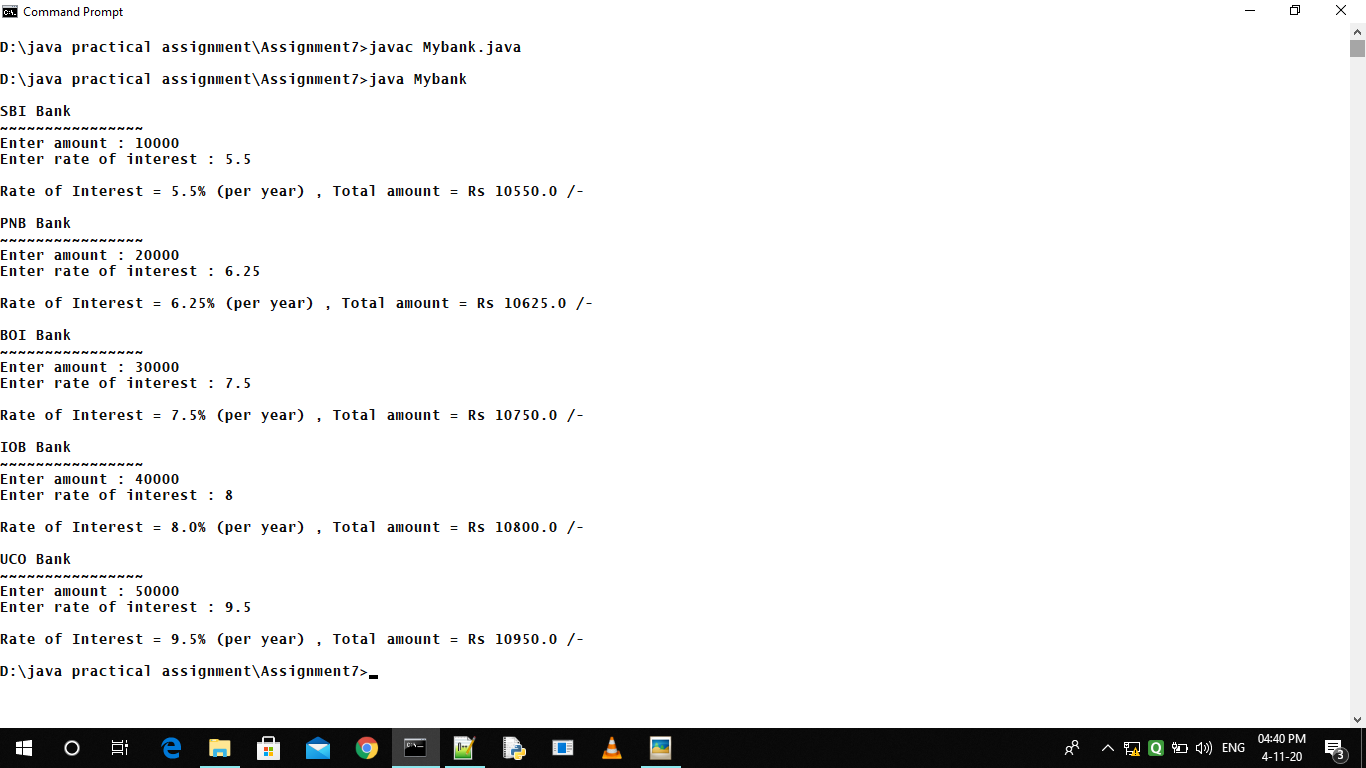 Command Prompt
D:\java practical assignment\Assignment7>javac Mybank.java
D:\java practical assignment\Assignment7>java Mybank
SBI Bank
~~~~~~~~~~~~~~~~
Enter amount : 10000
Enter rate of interest : 5.5
Rate of Interest = 5.5% (per year) , Total amount = Rs 10550.0 /-
PNB Bank
~~~~~~~~~~~~~~~~
Enter amount : 20000
Enter rate of interest : 6.25
Rate of Interest = 6.25% (per year) , Total amount = Rs 10625.0 /-
BOI Bank
~~~~~~~~~~~~~~~~
Enter amount : 30000
Enter rate of interest : 7.5
Rate of Interest = 7.5% (per year) , Total amount = Rs 10750.0 /-
IOB Bank
~~~~~~~~~~~~~~~~
Enter amount : 40000
Enter rate of interest : 8
Rate of Interest = 8.0% (per year) , Total amount = Rs 10800.0 /-
UCO Bank
~~~~~~~~~~~~~~~~
Enter amount : 50000
Enter rate of interest : 9.5
Rate of Interest = 9.5% (per year) , Total amount = Rs 10950.0 /-
D:\java practical assignment\Assignment7>
ENG
04:40 PM
4-11-20
3